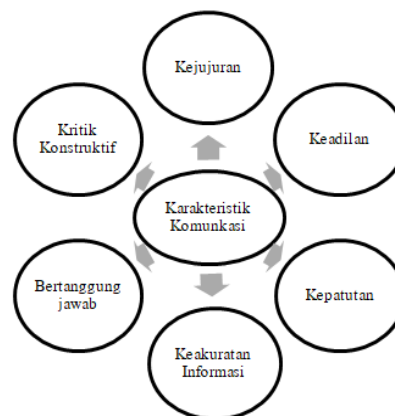 Kejujuran
Kritik
Konstruktif
Keadilan
Karakteristik
Komunkasi
Bertanggung
jawab
Kepatutan
Keakuratan
Informasi